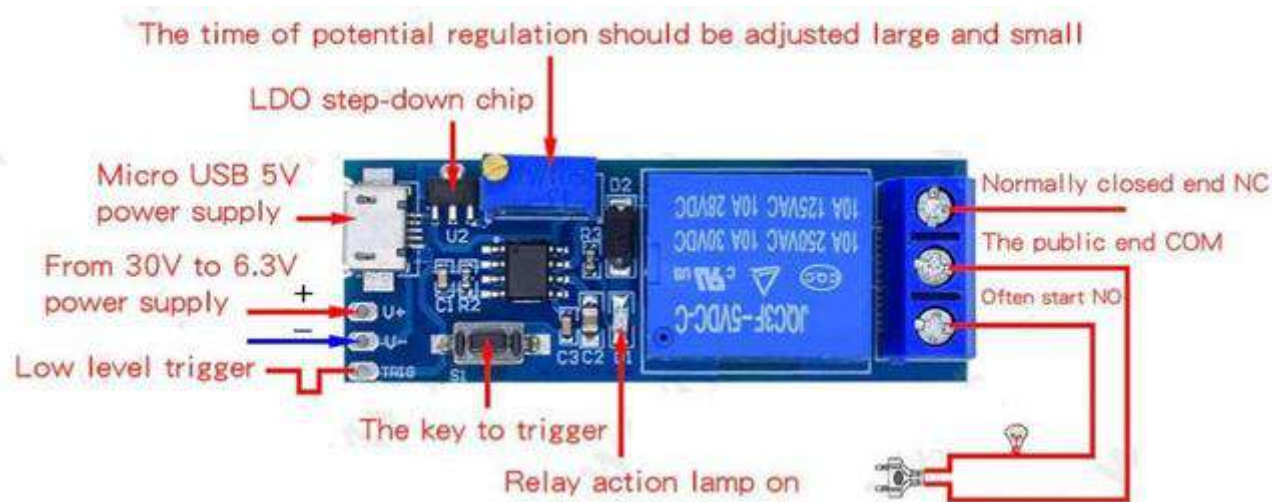 The time of potential regulation should be adjusted large and small
LDO step-down chip
Micro USB 5V
power supply
From 30V to 6.3V
power supply
+
V+
−
V-
Low level trigger
TRIG
U2
C1
R2
S1
D2
R3
C3
C2
10A 250VAC 10A 30VDC
10A 125VAC 10A 28VDC
JQC3F-5VDC-C
c us
Normally closed end NC
The public end COM
Often start NO
The key to trigger
Relay action lamp on